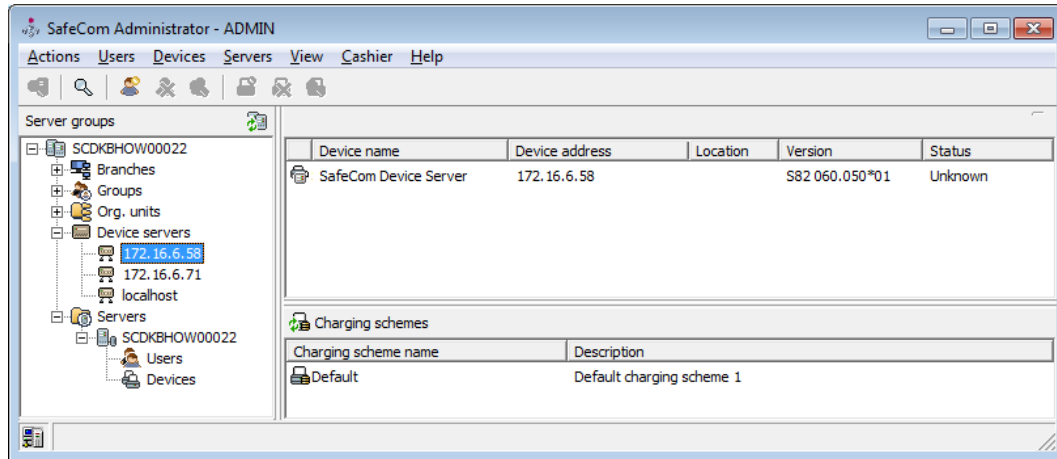 SafeCom Administrator - ADMIN
Actions Users Devices Servers View Cashier Help
Server groups
SCDKBHOW00022
Branches
Groups
Org. units
Device servers
172.16.6.58
172.16.6.71
localhost
Servers
SCDKBHOW00022
Users
Devices
Device name Device address Location Version Status
SafeCom Device Server 172.16.6.58 S82 060.050*01 Unknown
Charging schemes
Charging scheme name Description
Default Default charging scheme 1